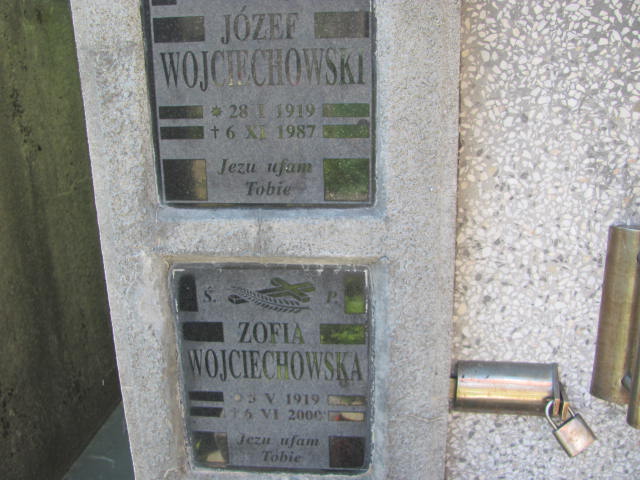 JÓZEF
WOJCIECHOWSKI
* 28 I 1919
† 6 XI 1987
Jezu ufam
Tobie
Ś. P.
ZOFIA
WOJCIECHOWSKA
* 3 V 1919
† 6 VI 2000
Jezu ufam
Tobie